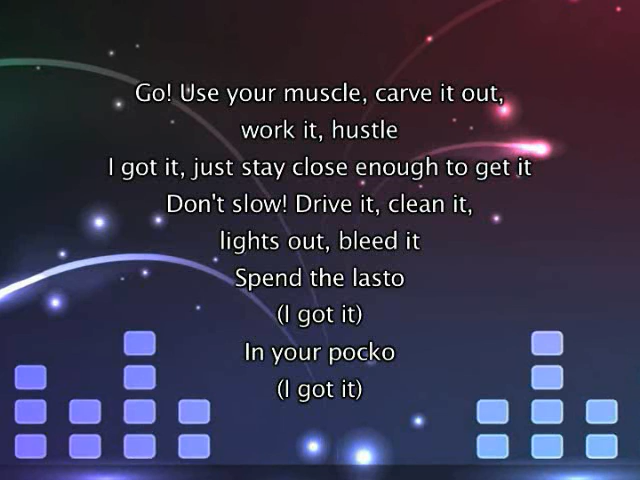 Go! Use your muscle, carve it out,
work it, hustle
I got it, just stay close enough to get it
Don't slow! Drive it, clean it,
lights out, bleed it
Spend the lasto
(I got it)
In your pocko
(I got it)